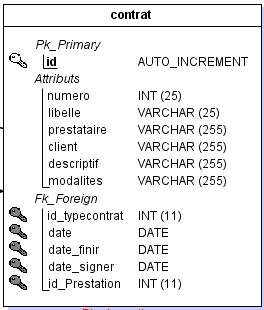 contrat
Pk_Primary
id AUTO_INCREMENT
Attributs
numero INT (25)
libelle VARCHAR (25)
prestataire VARCHAR (255)
client VARCHAR (255)
descriptif VARCHAR (255)
modalites VARCHAR (255)
Fk_Foreign
id_typecontrat INT (11)
date DATE
date_finir DATE
date_signer DATE
id_Prestation INT (11)